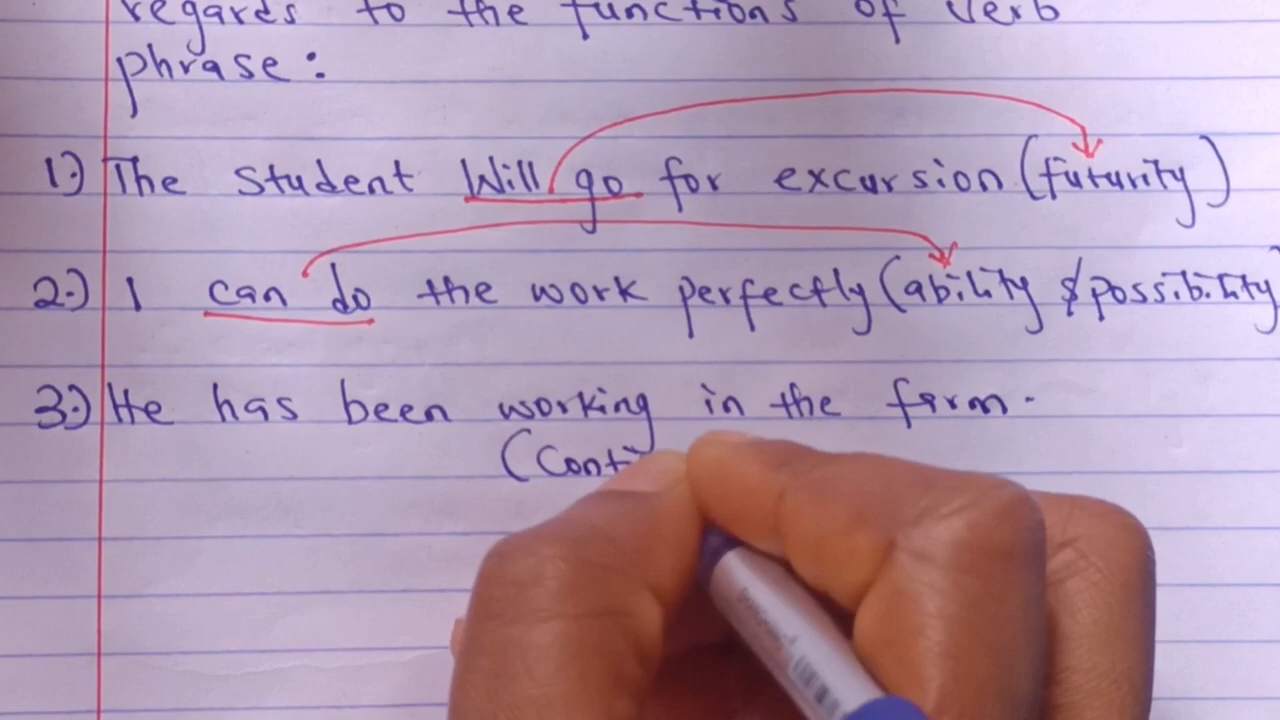 regards to the functions of verb
phrase:
1.) The student Will go for excursion (futurity)
2.) I can do the work perfectly (ability & possibility
3.) He has been working in the farm.
(Conti